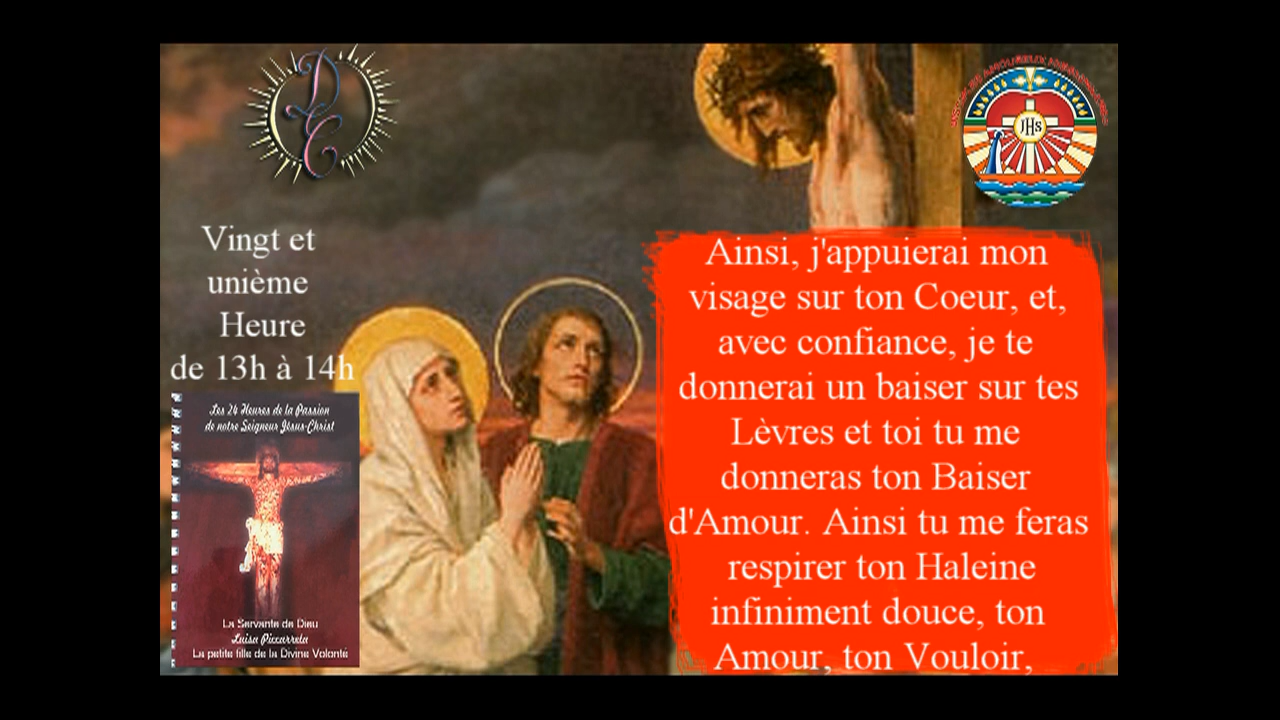 Vingt et
unième
Heure
de 13h à 14h
Les 24 Heures de la Passion
de notre Seigneur Jésus-Christ
La Servante de Dieu
Luisa Piccarreta
La petite fille de la Divine Volonté
JHS
Ainsi, j'appuierai mon
visage sur ton Coeur, et,
avec confiance, je te
donnerai un baiser sur tes
Lèvres et toi tu me
donneras ton Baiser
d'Amour. Ainsi tu me feras
respirer ton Haleine
infiniment douce, ton
Amour, ton Vouloir,